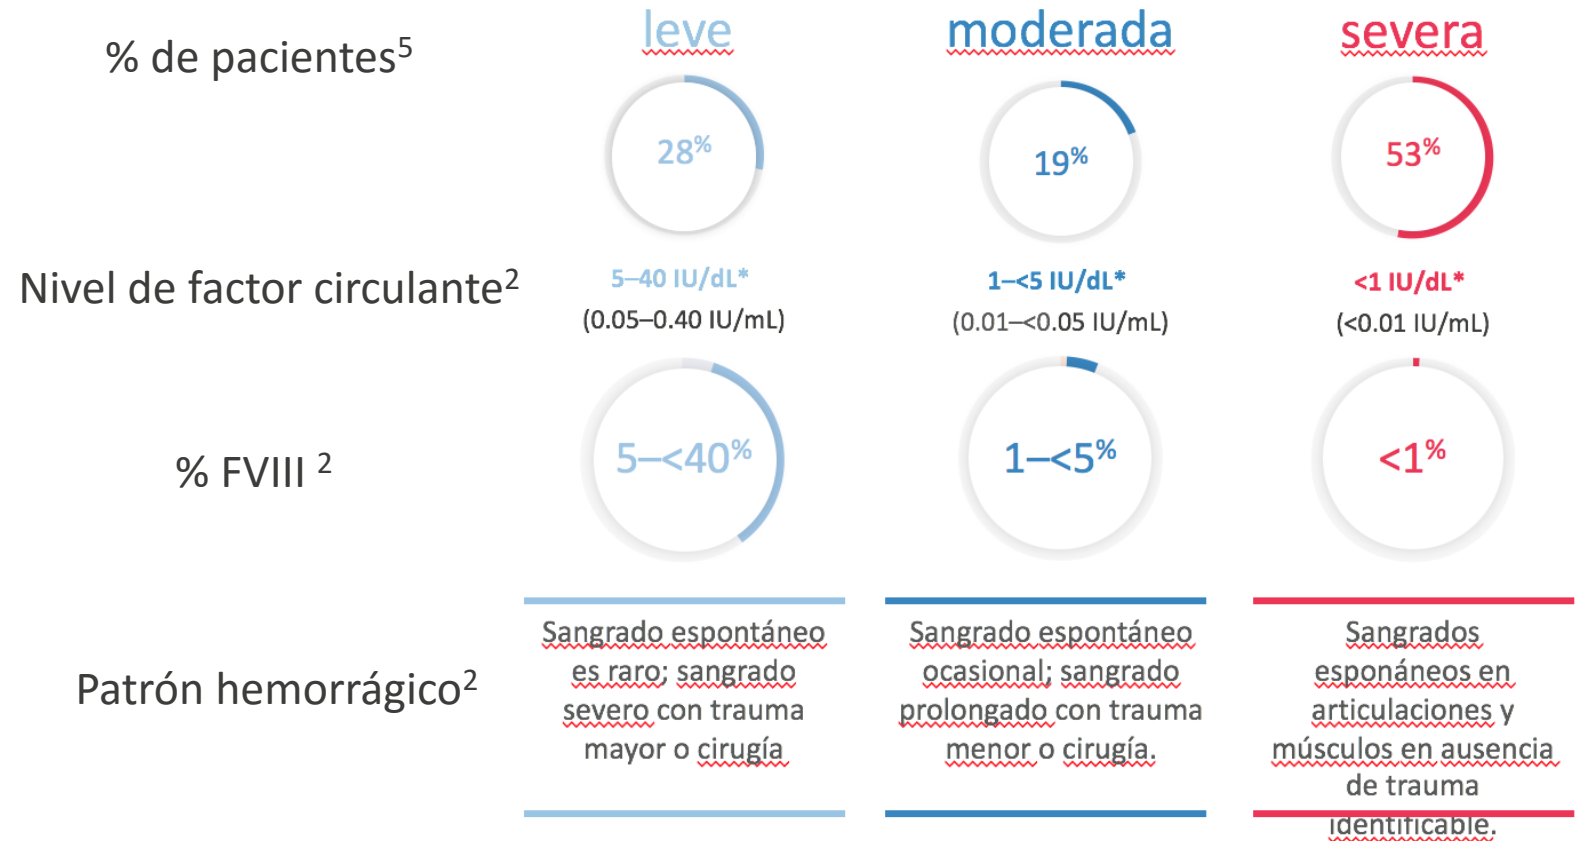 leve moderada severa
% de pacientes5
28% 19% 53%
Nivel de factor circulante2
5–40 IU/dL* 1–<5 IU/dL* <1 IU/dL*
(0.05–0.40 IU/mL) (0.01–<0.05 IU/mL) (<0.01 IU/mL)
% FVIII 2
5–<40% 1–<5% <1%
Patrón hemorrágico2
Sangrado espontáneo
es raro; sangrado
severo con trauma
mayor o cirugía
Sangrado espontáneo
ocasional; sangrado
prolongado con trauma
menor o cirugía.
Sangrados
esponáneos en
articulaciones y
músculos en ausencia
de trauma
identificable.